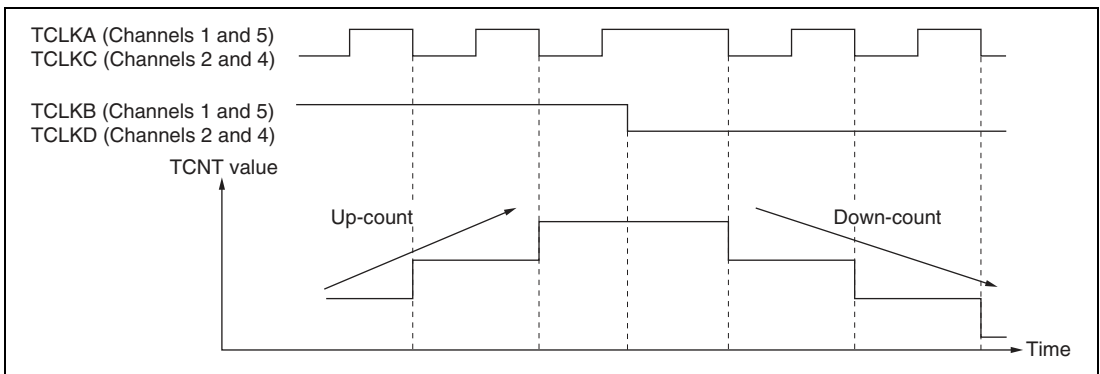 TCLKA (Channels 1 and 5)
TCLKC (Channels 2 and 4)
TCLKB (Channels 1 and 5)
TCLKD (Channels 2 and 4)
TCNT value
Up-count
Down-count
Time